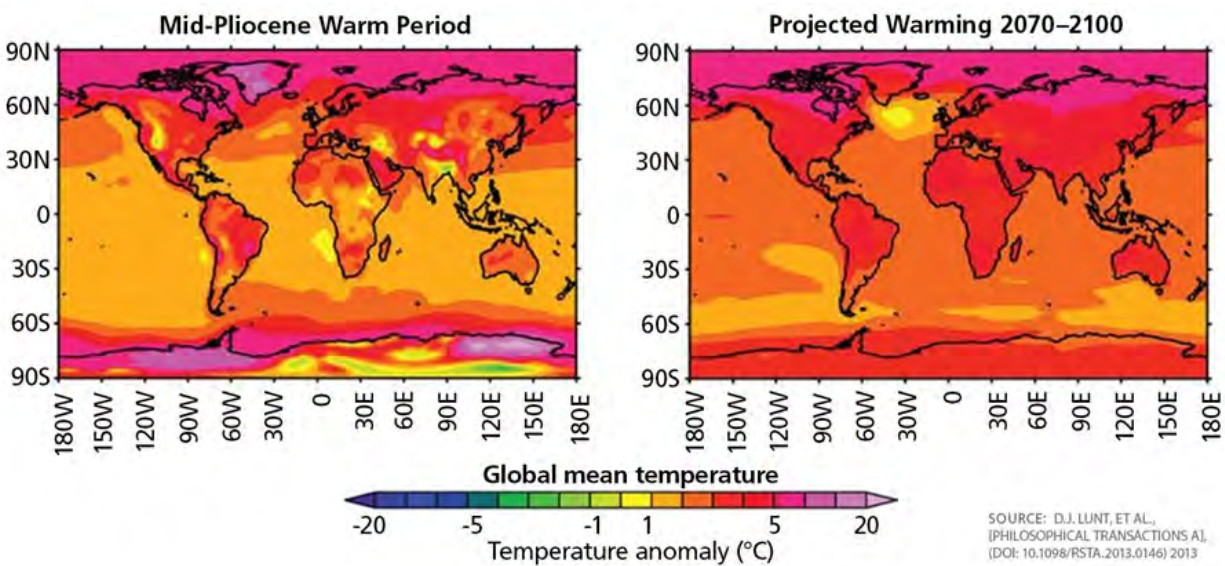 Mid-Pliocene Warm Period
Projected Warming 2070–2100
90N
60N
30N
0
30S
60S
90S
180W
150W
120W
90W
60W
30W
0
30E
60E
90E
120E
150E
180E
90N
60N
30N
0
30S
60S
90S
180W
150W
120W
90W
60W
30W
0
30E
60E
90E
120E
150E
180E
Global mean temperature
-20 -5 -1 1 5 20
Temperature anomaly (°C)
SOURCE: D.J. LUNT, ET AL.,
[PHILOSOPHICAL TRANSACTIONS A],
(DOI: 10.1098/RSTA.2013.0146) 2013